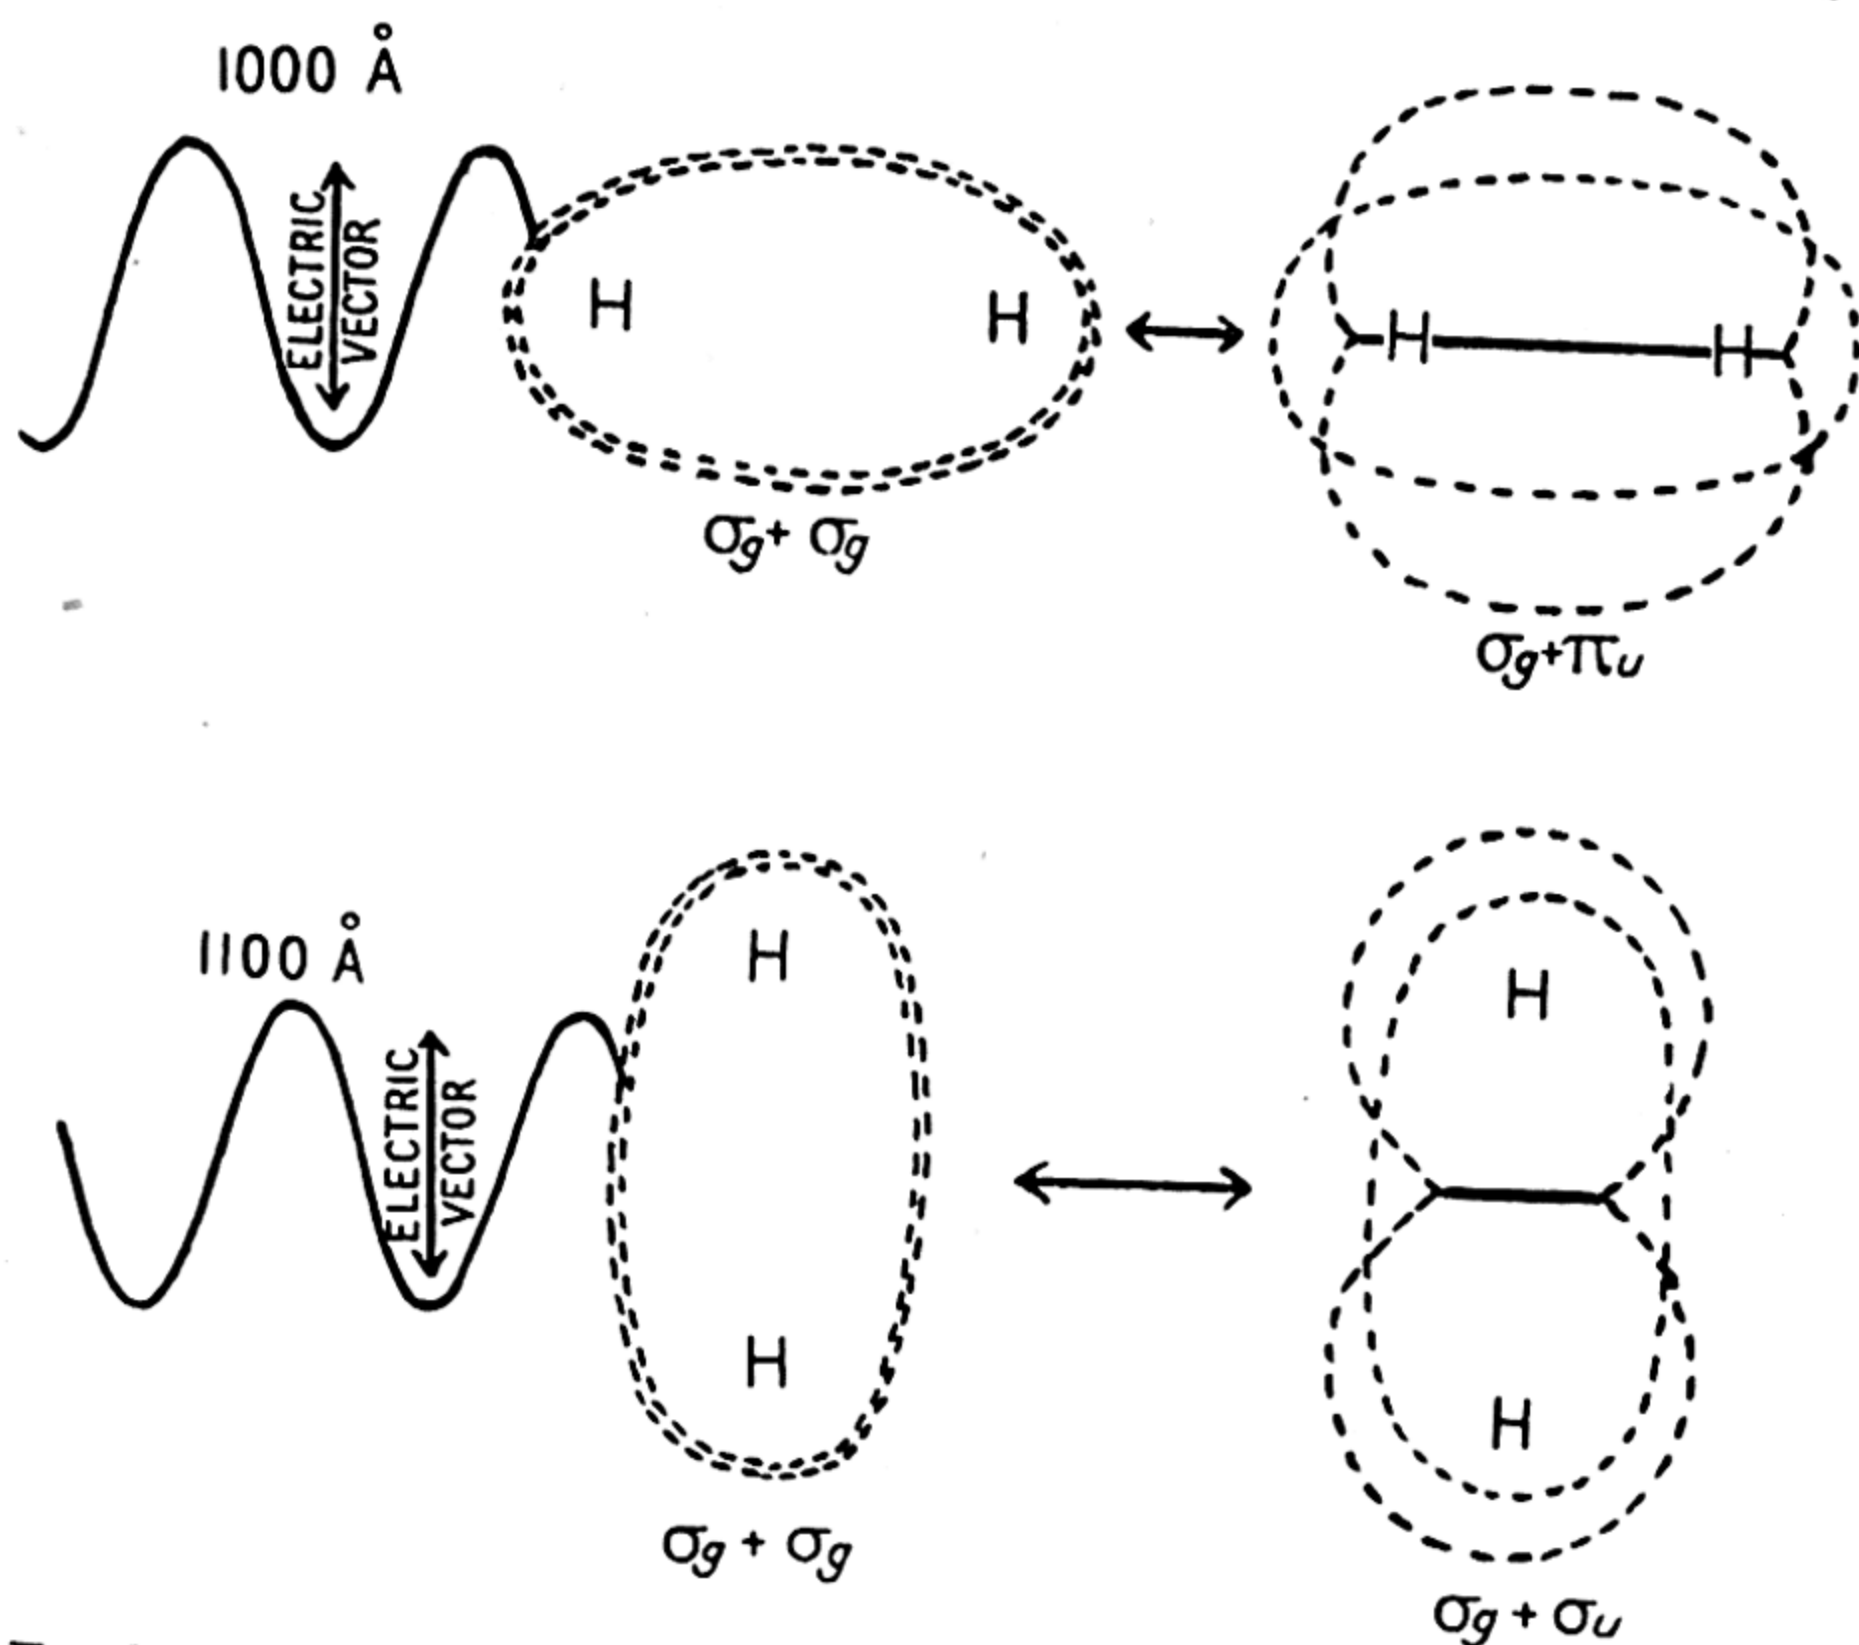 1000 Å
ELECTRIC
VECTOR
H H
H H
σg+ σg
σg+πu
1100 Å
ELECTRIC
VECTOR
H
H
H
H
σg + σg
σg + σu